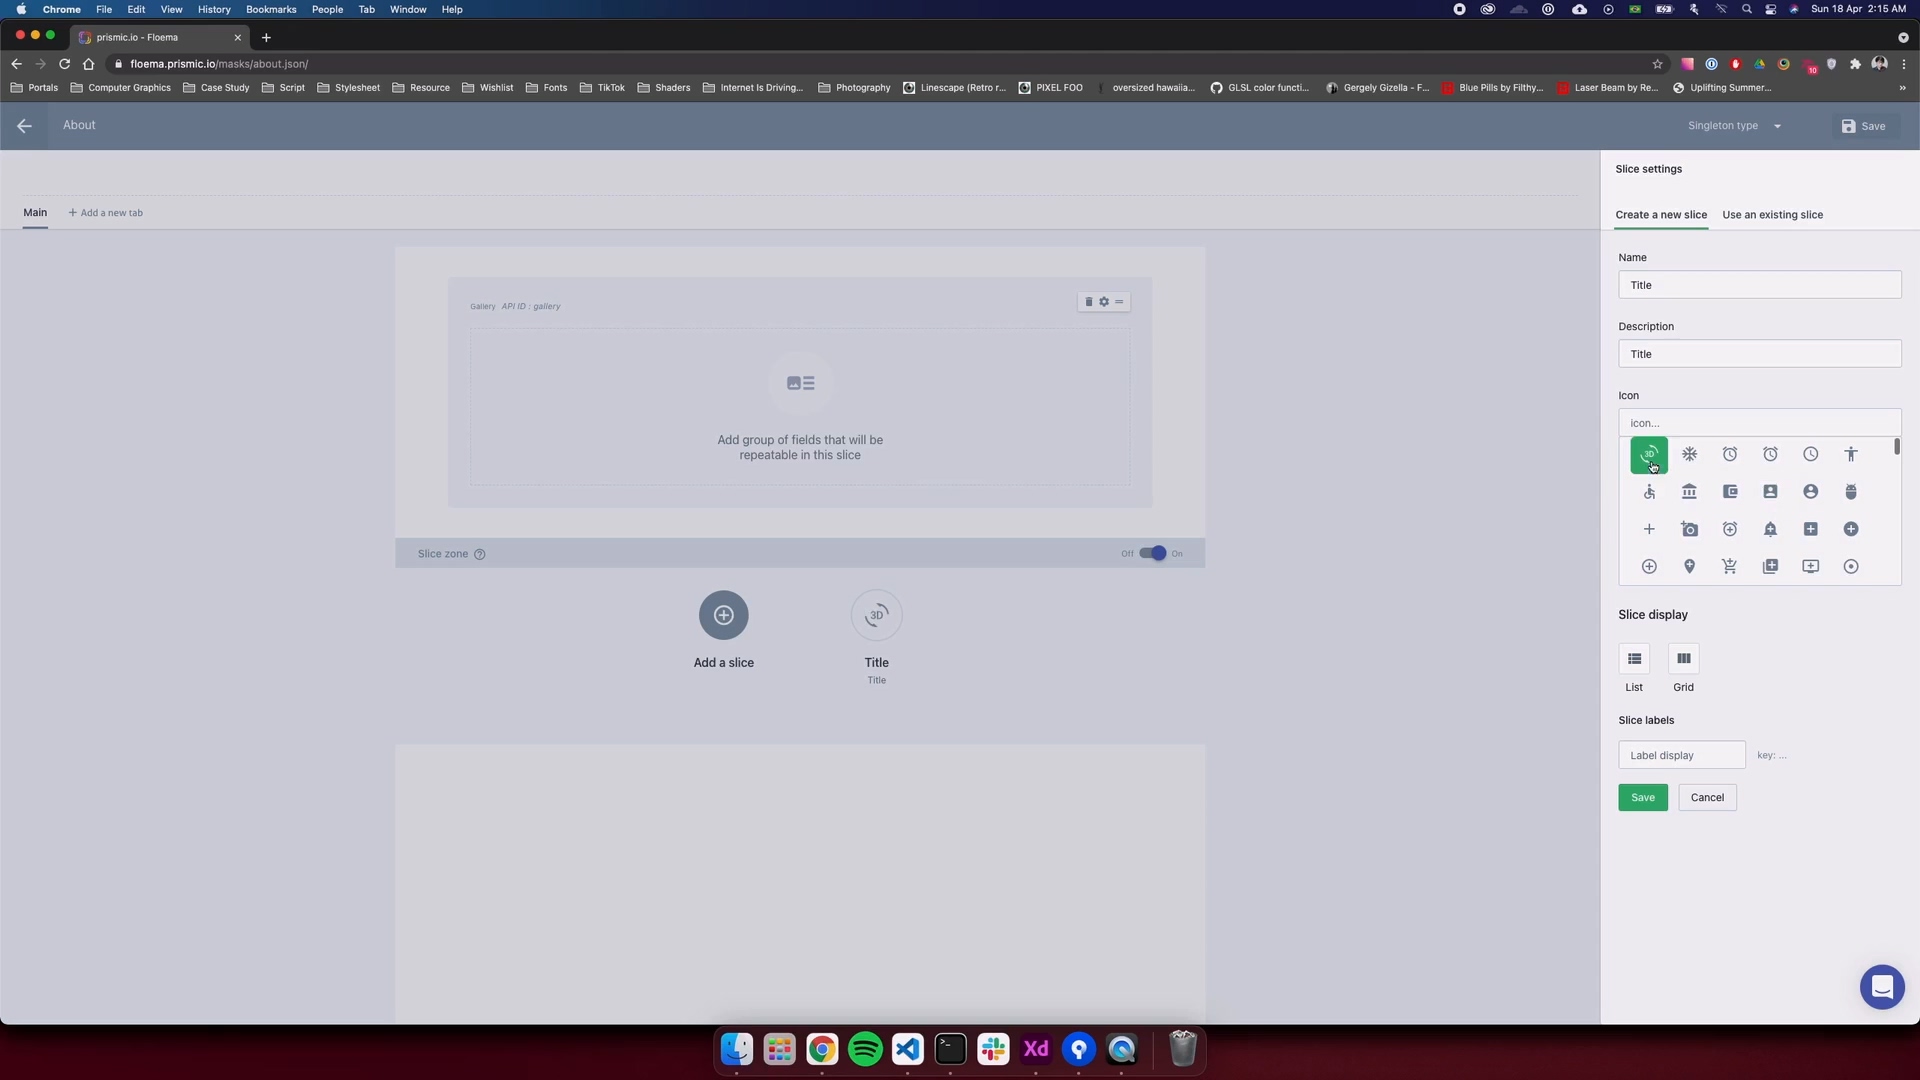 Chrome File Edit View History Bookmarks People Tab Window Help Sun 18 Apr 2:15 AM
prismic.io - Floema
floema.prismic.io/masks/about.json/
10
Portals Computer Graphics Case Study Script Stylesheet Resource Wishlist Fonts TikTok Shaders Internet Is Driving... Photography Linescape (Retro r... PIXEL FOO oversized hawaiia... GLSL color functi... Gergely Gizella - F... Blue Pills by Filthy... Laser Beam by Re... Uplifting Summer... »
About Singleton type Save
Slice settings
Main + Add a new tab
Create a new slice Use an existing slice
Name
Title
Gallery API ID : gallery
Description
Title
Icon
icon...
3D
Add group of fields that will be
repeatable in this slice
Slice zone Off On
3D
Add a slice
Title
Title
Slice display
List Grid
Slice labels
Label display key: ...
Save Cancel
Xd